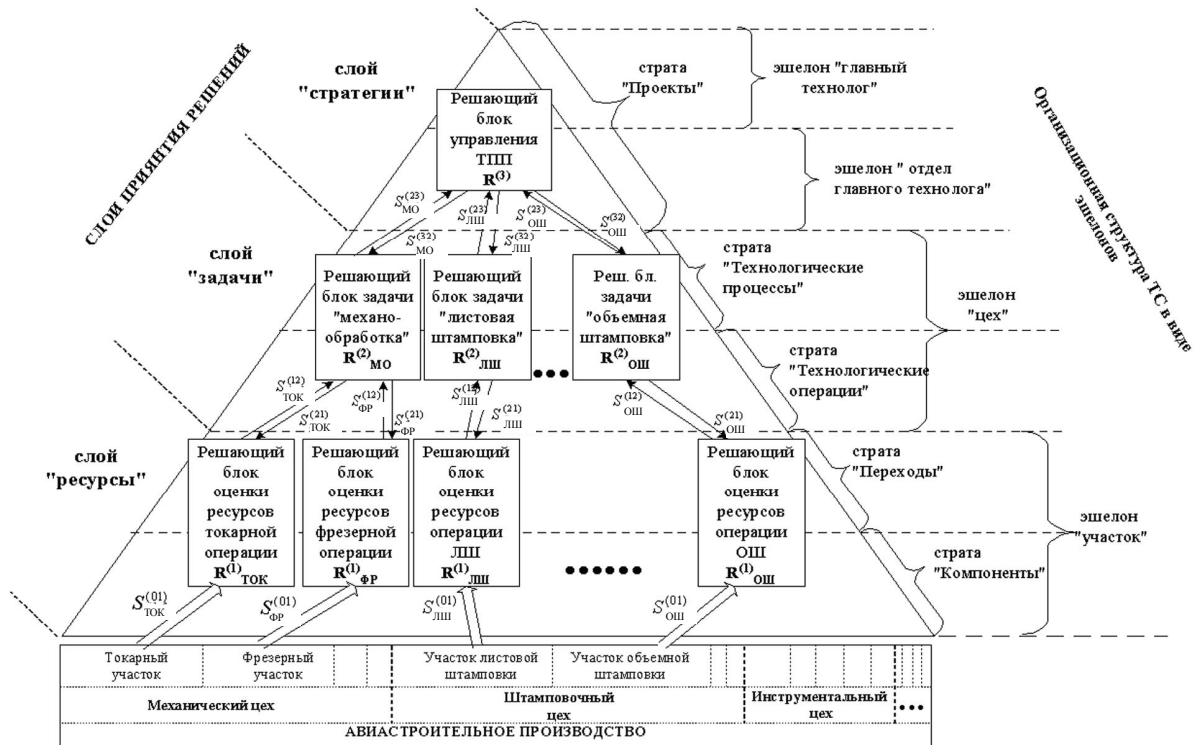 СЛОИ ПРИЯНТИЯ РЕШЕНИЙ
слой
"стратегии"
Решающий
блок
управления
ТПП
R(3)
страта
"Проекты"
эшелон "главный
технолог"
эшелон " отдел
главного технолога"
Организационная структура ТС в виде
эшелонов
S(23)МО
S(32)МО
S(23)ЛШ
S(32)ЛШ
S(23)ОШ
S(32)ОШ
слой
"задачи"
Решающий
блок задачи
"механо-
обработка"
R(2)МО
Решающий
блок задачи
"листовая
штамповка"
R(2)ЛШ
Реш. бл.
задачи
"объемная
штамповка"
R(2)ОШ
страта
"Технологические
процессы"
страта
"Технологические
операции"
эшелон
"цех"
S(12)ТОК
S(21)ТОК
S(12)ФР
S(21)ФР
S(12)ЛШ
S(21)ЛШ
S(12)ОШ
S(21)ОШ
слой
"ресурсы"
Решающий
блок
оценки
ресурсов
токарной
операции
R(1)ТОК
Решающий
блок
оценки
ресурсов
фрезерной
операции
R(1)ФР
Решающий
блок
оценки
ресурсов
операции
ЛШ
R(1)ЛШ
Решающий
блок
оценки
ресурсов
операции
ОШ
R(1)ОШ
страта
"Переходы"
страта
"Компоненты"
эшелон
"участок"
S(01)ТОК
S(01)ФР
S(01)ЛШ
S(01)ОШ
Токарный
участок
Фрезерный
участок
Участок листовой
штамповки
Участок объемной
штамповки
Механический цех
Штамповочный
цех
Инструментальный
цех
АВИАСТРОИТЕЛЬНОЕ ПРОИЗВОДСТВО